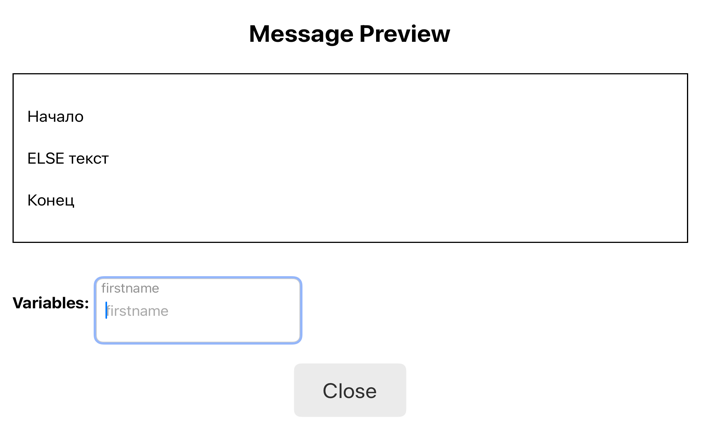 Message Preview
Начало
ELSE текст
Конец
firstname
Variables:
firstname
Close